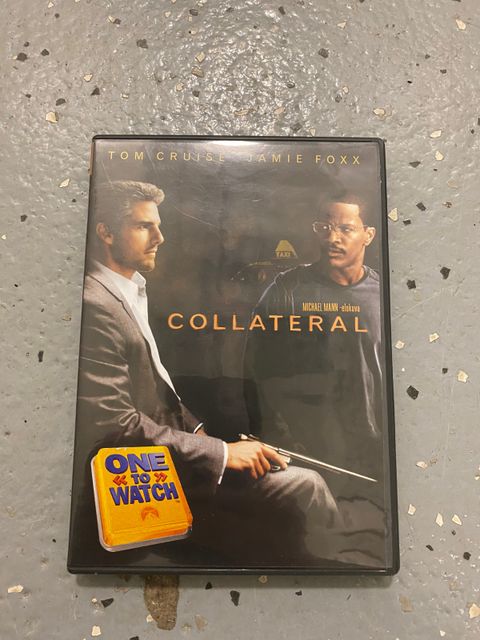 TOM CRUISE JAMIE FOXX
TAXI
MICHAEL MANN -elokuva
COLLATERAL
ONE
« TO »
WATCH